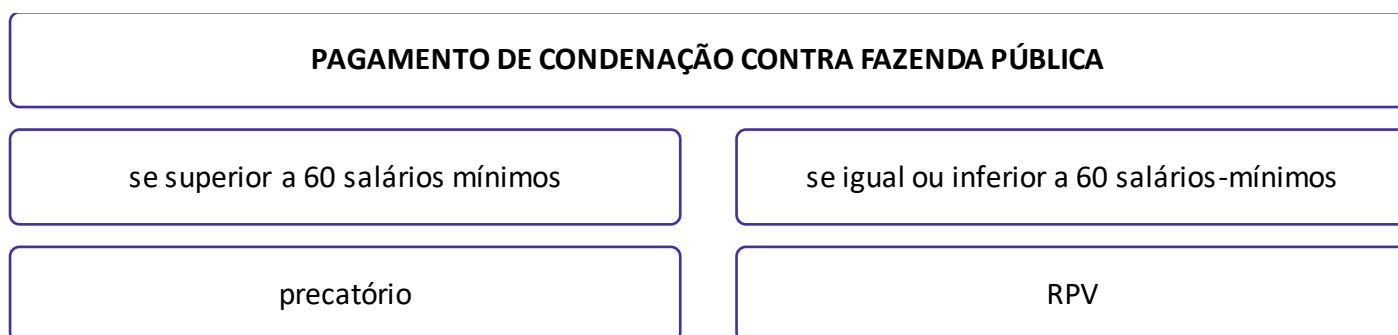 PAGAMENTO DE CONDENAÇÃO CONTRA FAZENDA PÚBLICA
se superior a 60 salários mínimos
se igual ou inferior a 60 salários-mínimos
precatório
RPV